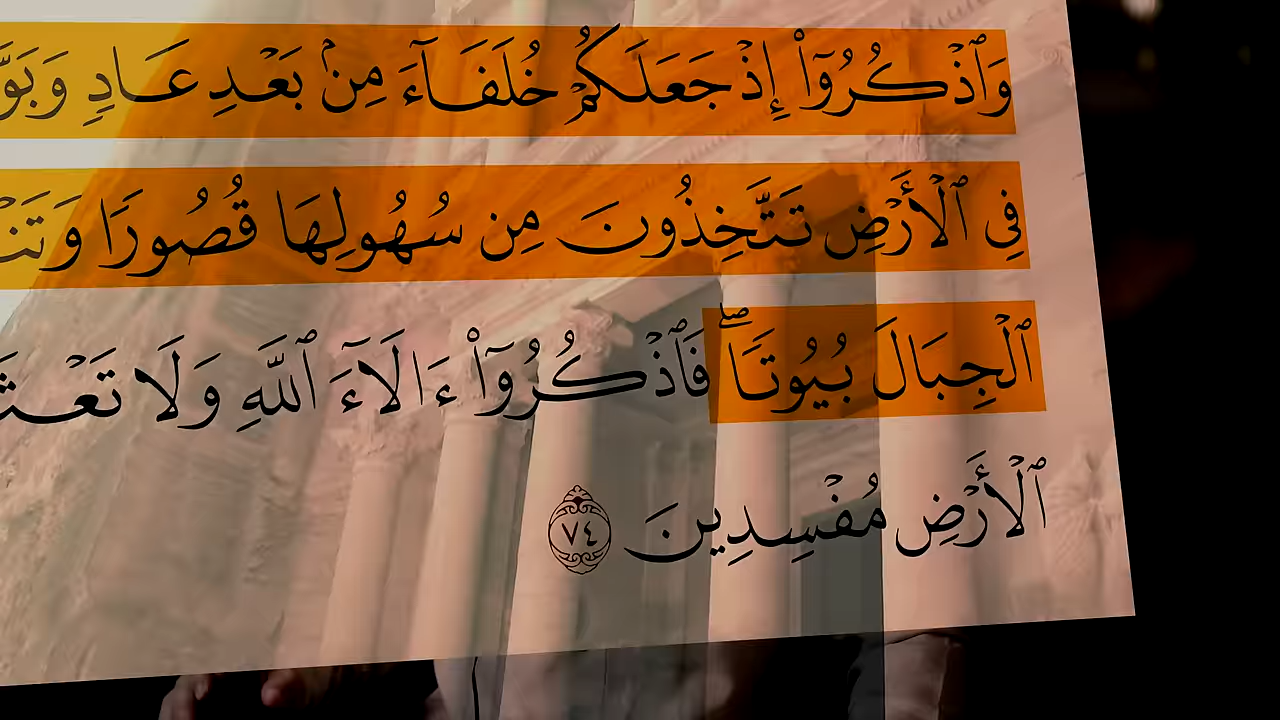 وَٱذۡكُرُوٓاْ إِذۡ جَعَلَكُمۡ خُلَفَآءَ مِنۢ بَعۡدِ عَادٖ
فِي ٱلۡأَرۡضِ تَتَّخِذُونَ مِن سُهُولِهَا قُصُورٗا
ٱلۡجِبَالَ بُيُوتٗاۖ فَٱذۡكُرُوٓاْ ءَالَآءَ ٱللَّهِ وَلَا
ٱلۡأَرۡضِ مُفۡسِدِينَ ٧٤